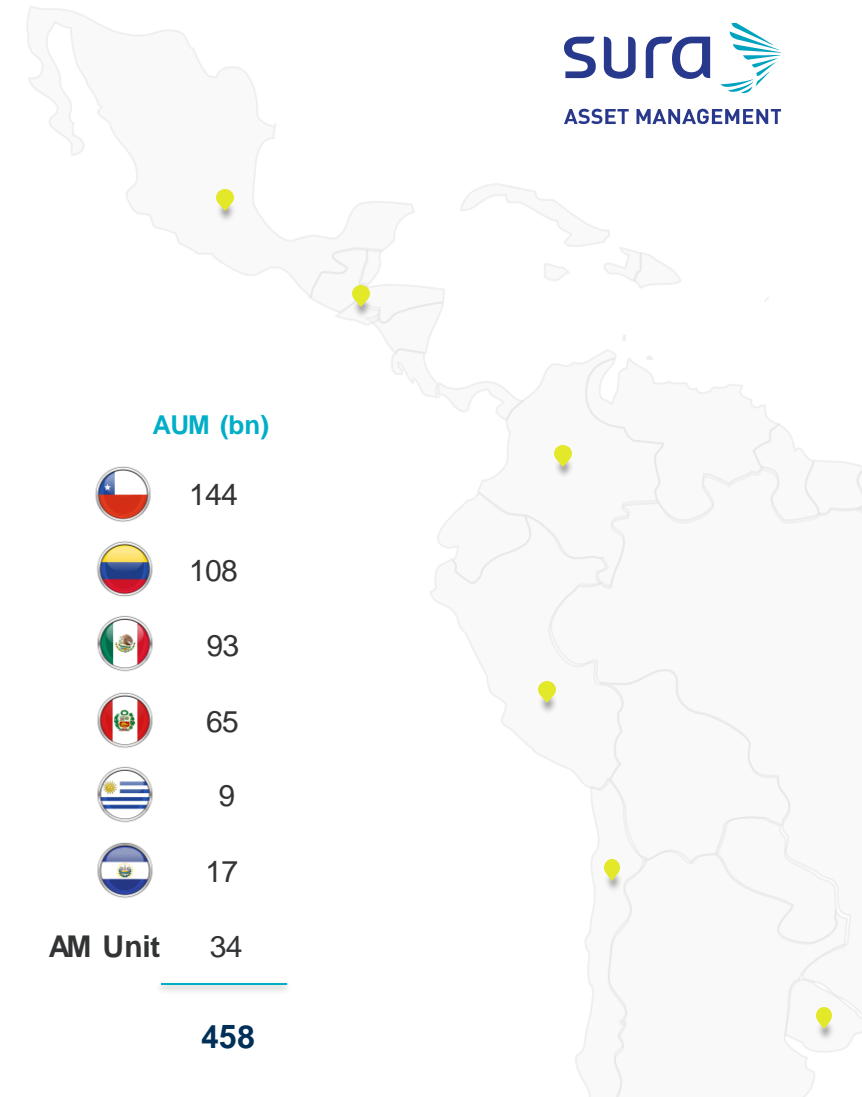 sura
ASSET MANAGEMENT
AUM (bn)
144
108
93
65
9
17
AM Unit 34
458